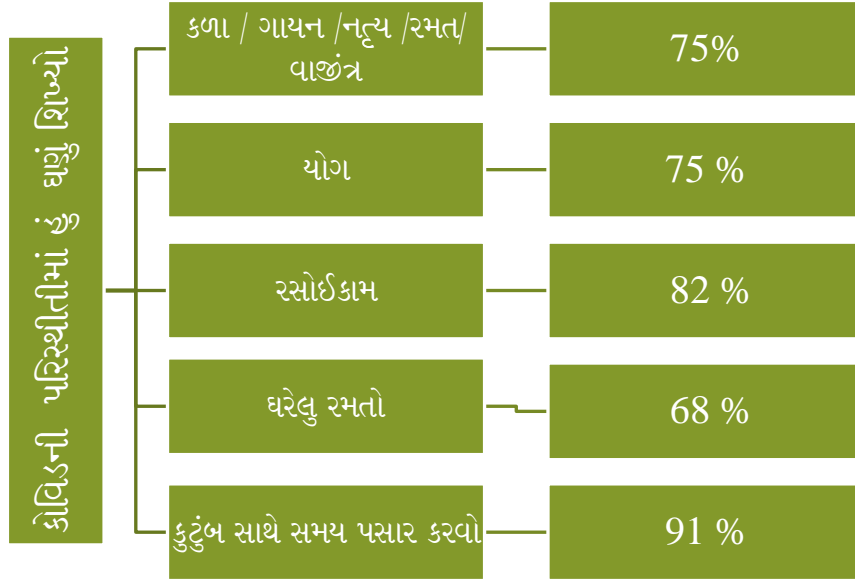 કોવિડની પરિસ્થીતીમાં હું ઘણું શિખ્યો
કળા / ગાયન /નૃત્ય /રમત/
વાજીંત્ર
75%
યોગ
75 %
રસોઈકામ
82 %
ઘરેલુ રમતો
68 %
કુટુંબ સાથે સમય પસાર કરવો
91 %